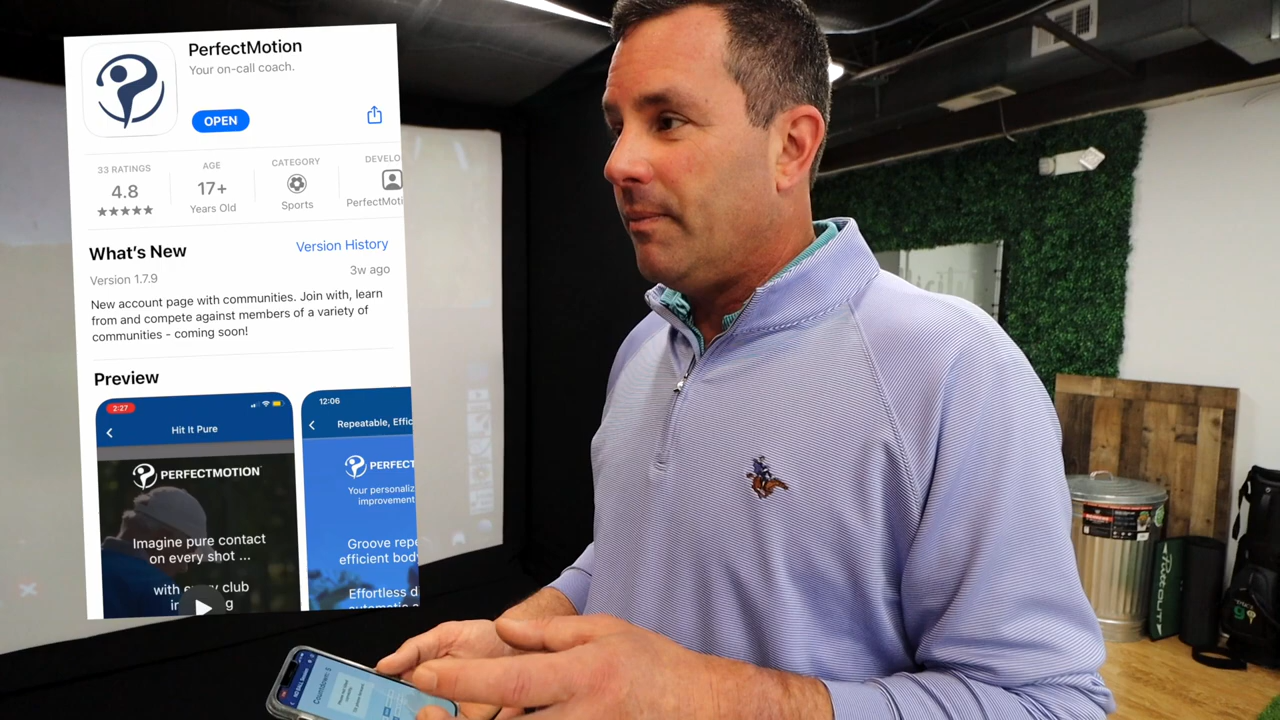 PerfectMotion
Your on-call coach.
OPEN
33 RATINGS
4.8
★★★★★
AGE
17+
Years Old
CATEGORY
Sports
DEVELO
PerfectMoti
What's New
Version History
Version 1.7.9
3w ago
New account page with communities. Join with, learn
from and compete against members of a variety of
communities - coming soon!
Preview
2:27
Hit It Pure
PERFECTMOTION
Imagine pure contact
on every shot ...
12:06
Repeatable, Effic
PERFECT
Your personaliz
improvement
Groove repe
efficient body
Effortless d
Countdown: 5